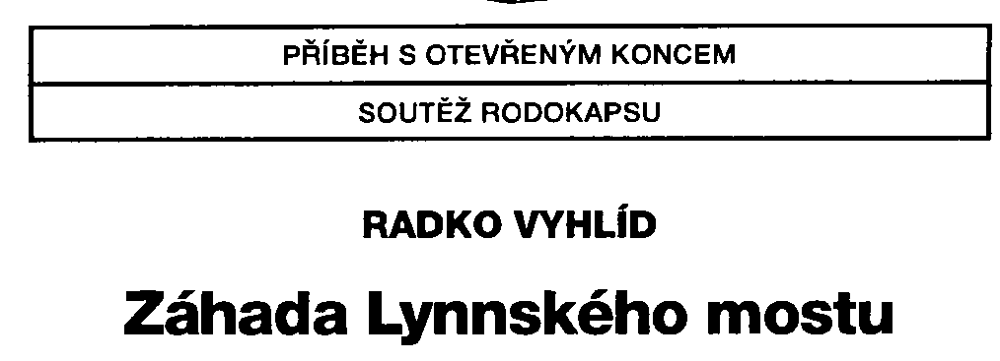 PŘÍBĚH S OTEVŘENÝM KONCEM
SOUTĚŽ RODOKAPSU
RADKO VYHLÍD
Záhada Lynnského mostu